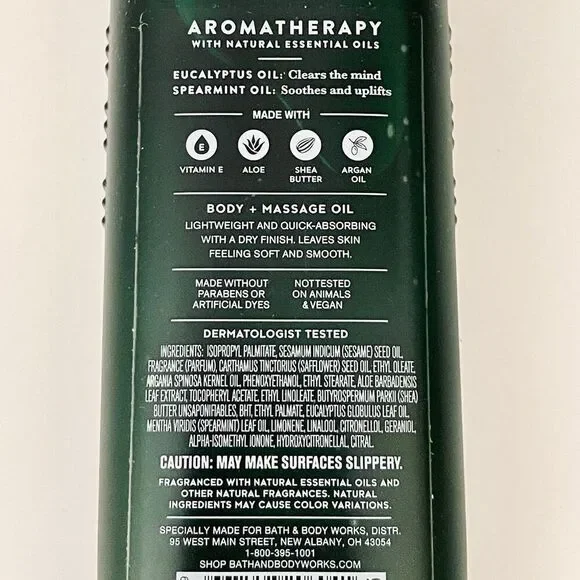 AROMATHERAPY
WITH NATURAL ESSENTIAL OILS
EUCALYPTUS OIL: Clears the mind
SPEARMINT OIL: Soothes and uplifts
MADE WITH
E
VITAMIN E
ALOE
SHEA
BUTTER
ARGAN
OIL
BODY + MASSAGE OIL
LIGHTWEIGHT AND QUICK-ABSORBING
WITH A DRY FINISH. LEAVES SKIN
FEELING SOFT AND SMOOTH.
MADE WITHOUT
PARABENS OR
ARTIFICIAL DYES
NOT TESTED
ON ANIMALS
& VEGAN
DERMATOLOGIST TESTED
INGREDIENTS: ISOPROPYL PALMITATE, SESAMUM INDICUM (SESAME) SEED OIL,
FRAGRANCE (PARFUM), CARTHAMUS TINCTORIUS (SAFFLOWER) SEED OIL, ETHYL OLEATE,
ARGANIA SPINOSA KERNEL OIL, PHENOXYETHANOL, ETHYL STEARATE, ALOE BARBADENSIS
LEAF EXTRACT, TOCOPHERYL ACETATE, ETHYL LINOLEATE, BUTYROSPERMUM PARKII (SHEA)
BUTTER UNSAPONIFIABLES, BHT, ETHYL PALMATE, EUCALYPTUS GLOBULUS LEAF OIL,
MENTHA VIRIDIS (SPEARMINT) LEAF OIL, LIMONENE, LINALOOL, CITRONELLOL, GERANIOL,
ALPHA-ISOMETHYL IONONE, HYDROXYCITRONELLAL, CITRAL.
CAUTION: MAY MAKE SURFACES SLIPPERY.
FRAGRANCED WITH NATURAL ESSENTIAL OILS AND
OTHER NATURAL FRAGRANCES. NATURAL
INGREDIENTS MAY CAUSE COLOR VARIATIONS.
SPECIALLY MADE FOR BATH & BODY WORKS, DISTR.
95 WEST MAIN STREET, NEW ALBANY, OH 43054
1-800-395-1001
SHOP BATHANDBODYWORKS.COM